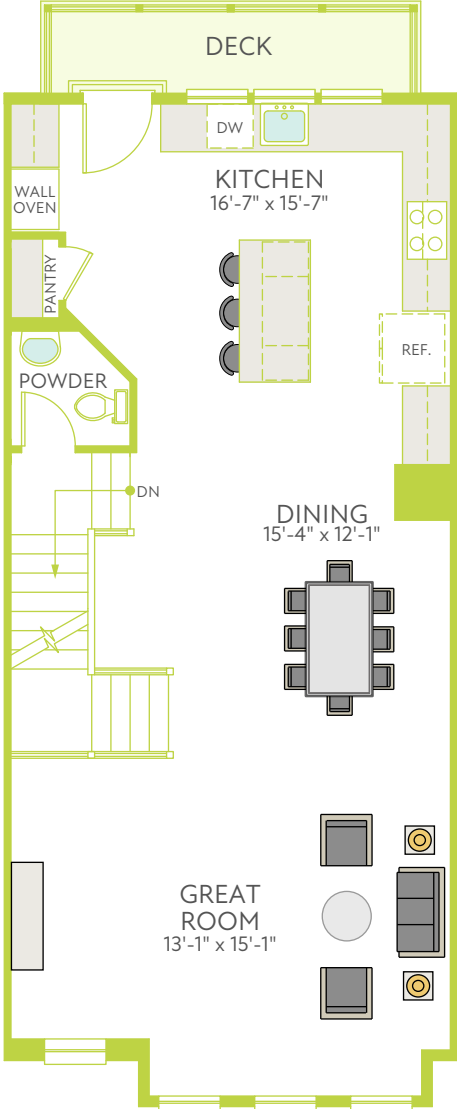 DECK
DW
KITCHEN
16'-7" x 15'-7"
WALL
OVEN
PANTRY
REF.
POWDER
DN
DINING
15'-4" x 12'-1"
GREAT
ROOM
13'-1" x 15'-1"